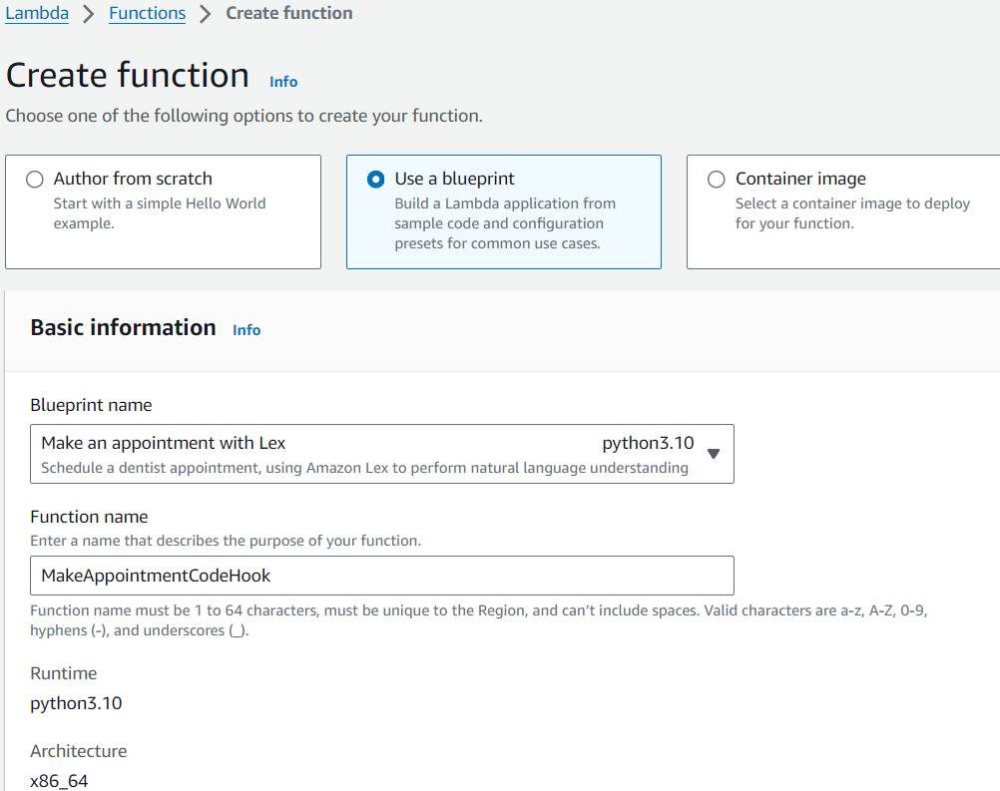 Lambda > Functions > Create function
Create function Info
Choose one of the following options to create your function.
Author from scratch
Start with a simple Hello World
example.
Use a blueprint
Build a Lambda application from
sample code and configuration
presets for common use cases.
Container image
Select a container image to deploy
for your function.
Basic information Info
Blueprint name
Make an appointment with Lex python3.10
Schedule a dentist appointment, using Amazon Lex to perform natural language understanding
Function name
Enter a name that describes the purpose of your function.
MakeAppointmentCodeHook
Function name must be 1 to 64 characters, must be unique to the Region, and can’t include spaces. Valid characters are a-z, A-Z, 0-9,
hyphens (-), and underscores (_).
Runtime
python3.10
Architecture
x86_64